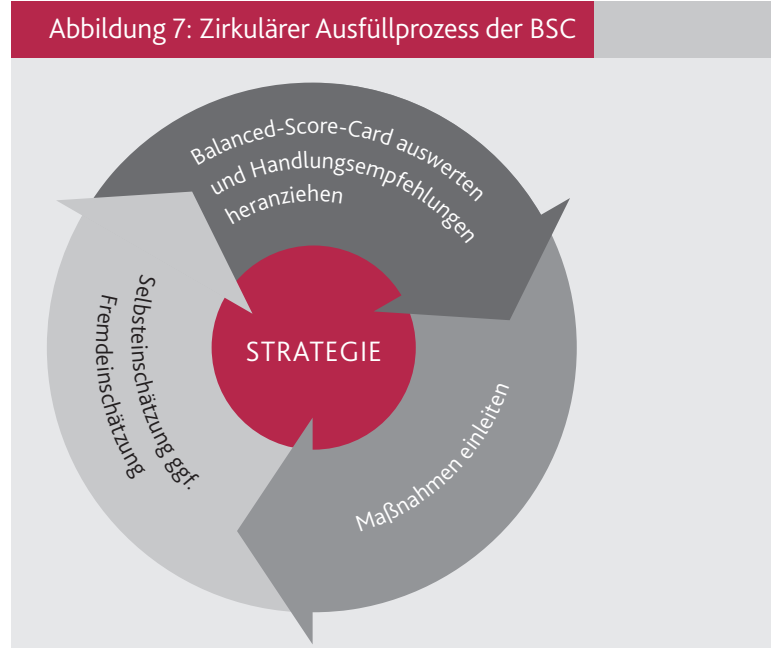 Abbildung 7: Zirkulärer Ausfüllprozess der BSC
Balanced-Score-Card auswerten
und Handlungsempfehlungen
heranziehen
STRATEGIE
Maßnahmen einleiten
Selbsteinschätzung ggf.
Fremdeinschätzung